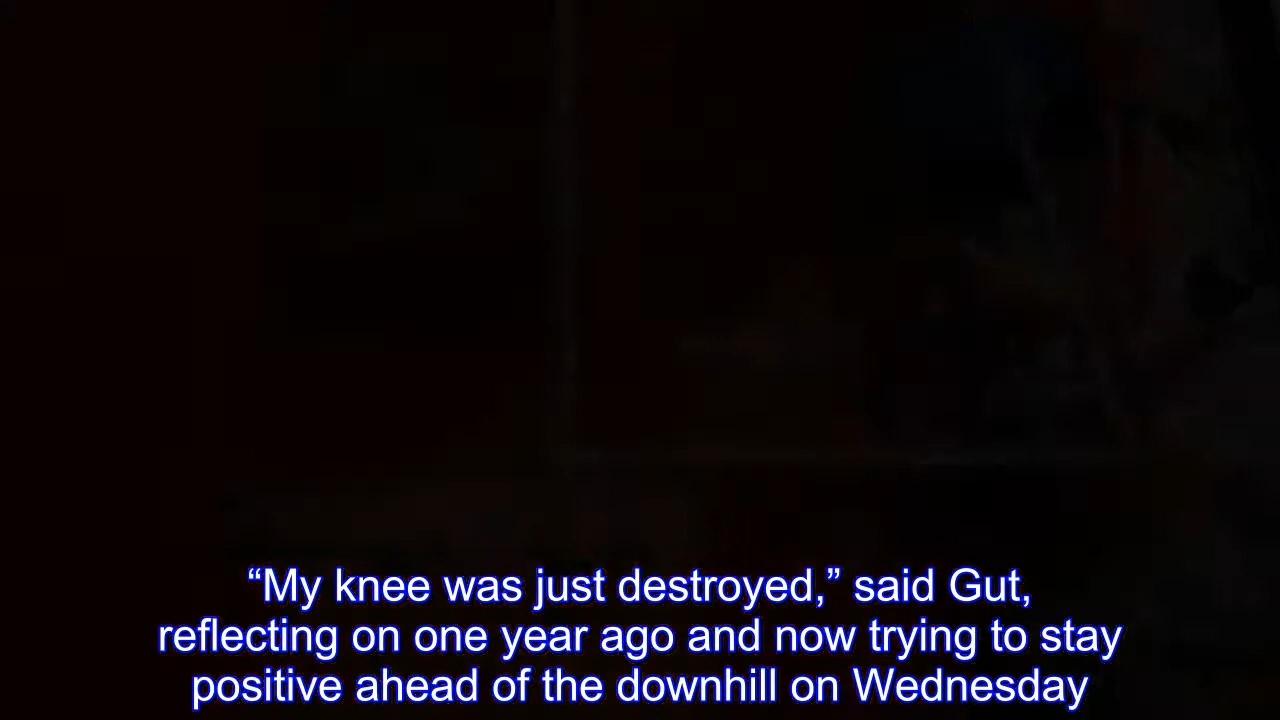 “My knee was just destroyed,” said Gut,
reflecting on one year ago and now trying to stay
positive ahead of the downhill on Wednesday